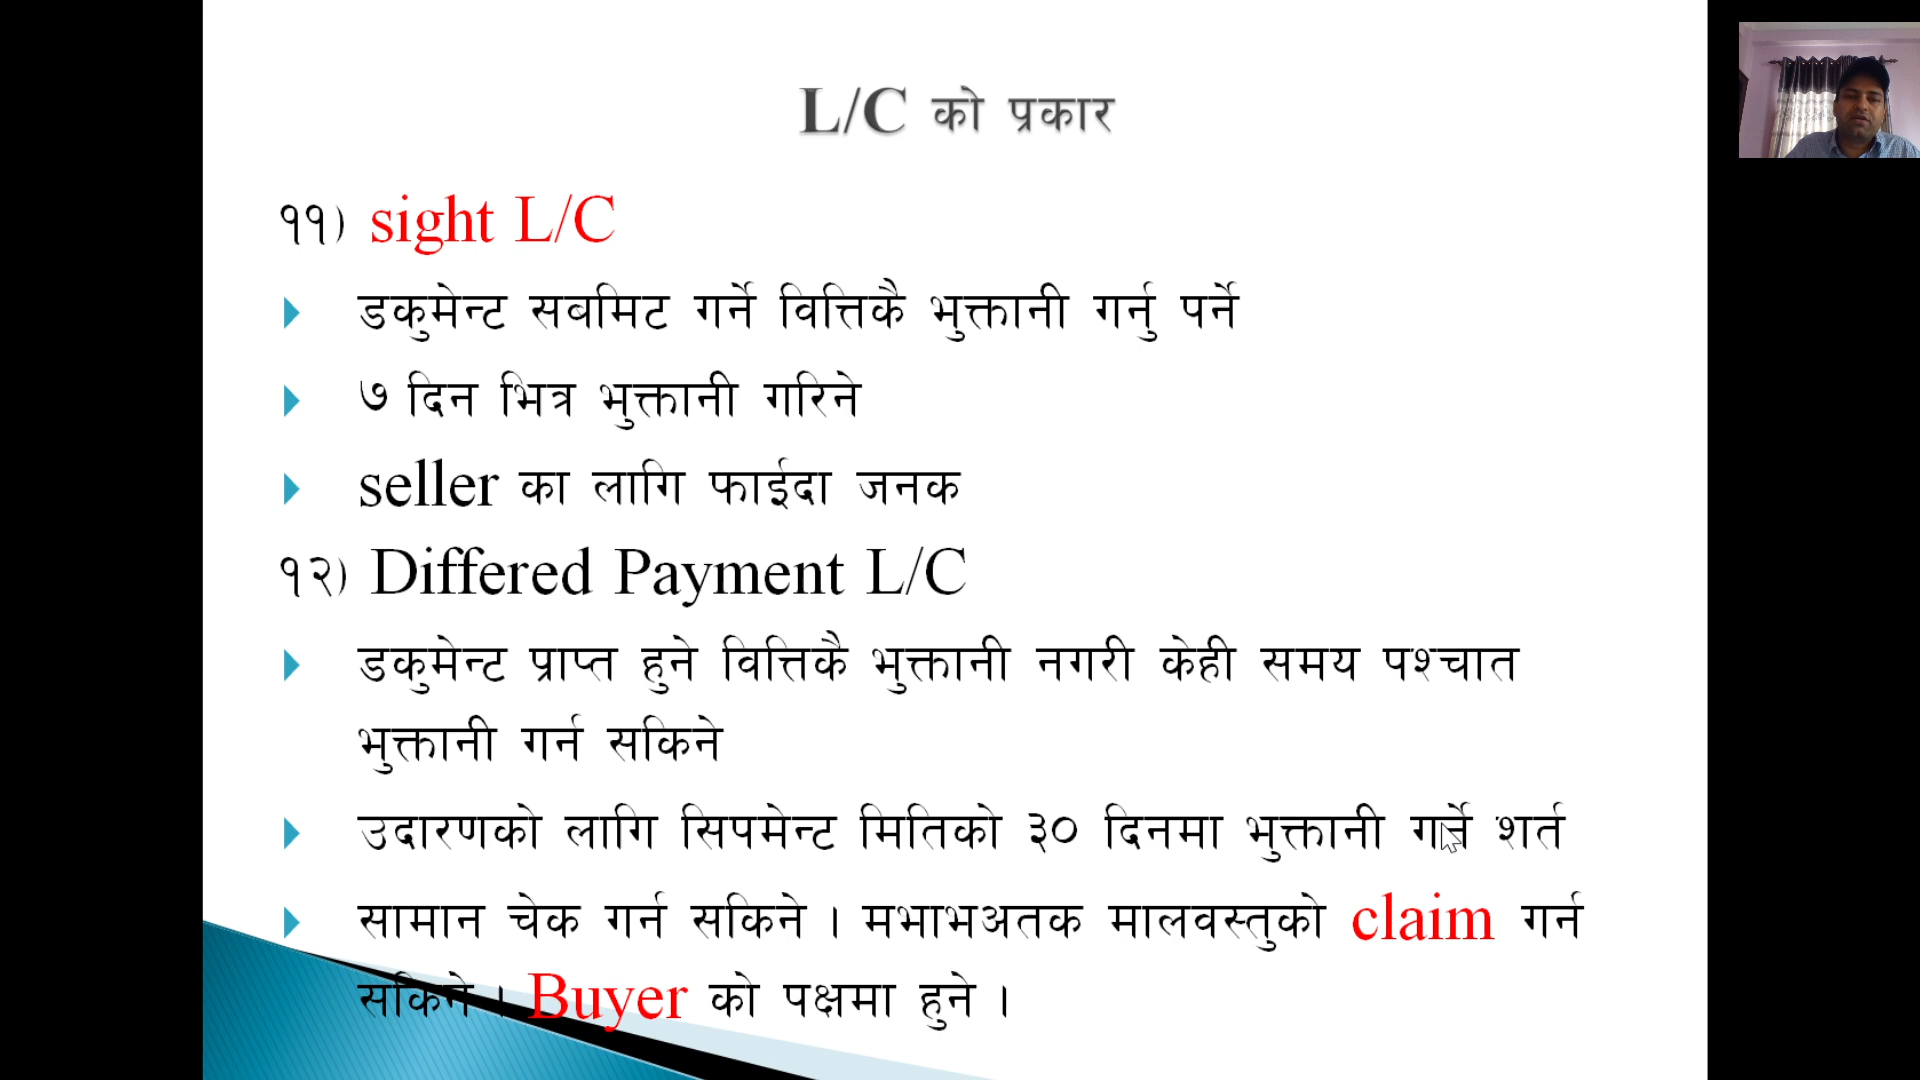 L/C को प्रकार
११) sight L/C
डकुमेन्ट सबमिट गर्ने वित्तिकै भुक्तानी गर्नु पर्ने
७ दिन भित्र भुक्तानी गरिने
seller का लागि फाईदा जनक
१२) Differed Payment L/C
डकुमेन्ट प्राप्त हुने वित्तिकै भुक्तानी नगरी केही समय पश्चात
भुक्तानी गर्न सकिने
उदारणको लागि सिपमेन्ट मितिको ३० दिनमा भुक्तानी गर्ने शर्त
सामान चेक गर्न सकिने । मभाभअतक मालवस्तुको claim गर्न
सकिने । Buyer को पक्षमा हुने ।